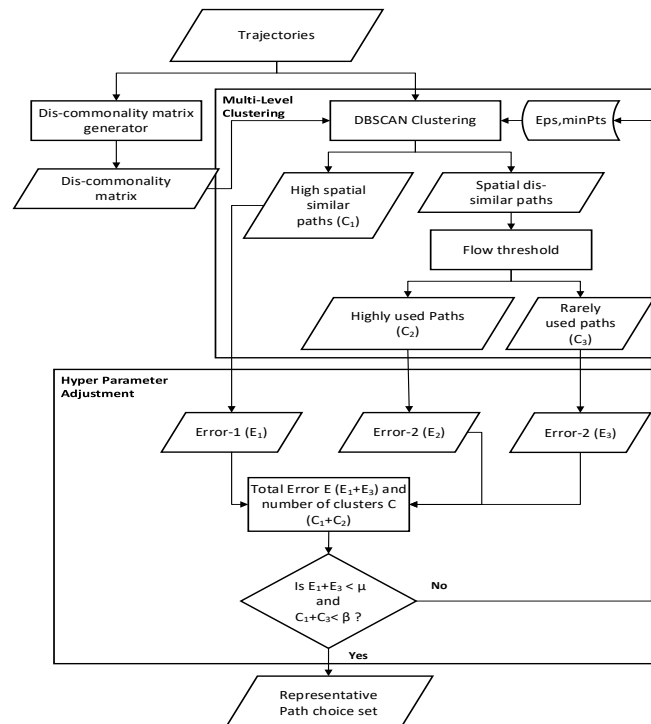 Trajectories
Multi-Level
Clustering
Dis-commonality matrix
generator
DBSCAN Clustering
Eps,minPts
Dis-commonality
matrix
High spatial
similar
paths (C₁)
Spatial dis-
similar paths
Flow threshold
Highly used Paths
(C₂)
Rarely
used paths
(C₃)
Hyper Parameter
Adjustment
Error-1 (E₁)
Error-2 (E₂)
Error-2 (E₃)
Total Error E (E₁+E₃) and
number of clusters C
(C₁+C₂)
Is E₁+E₃ < μ
and
C₁+C₃< β ?
No
Yes
Representative
Path choice set